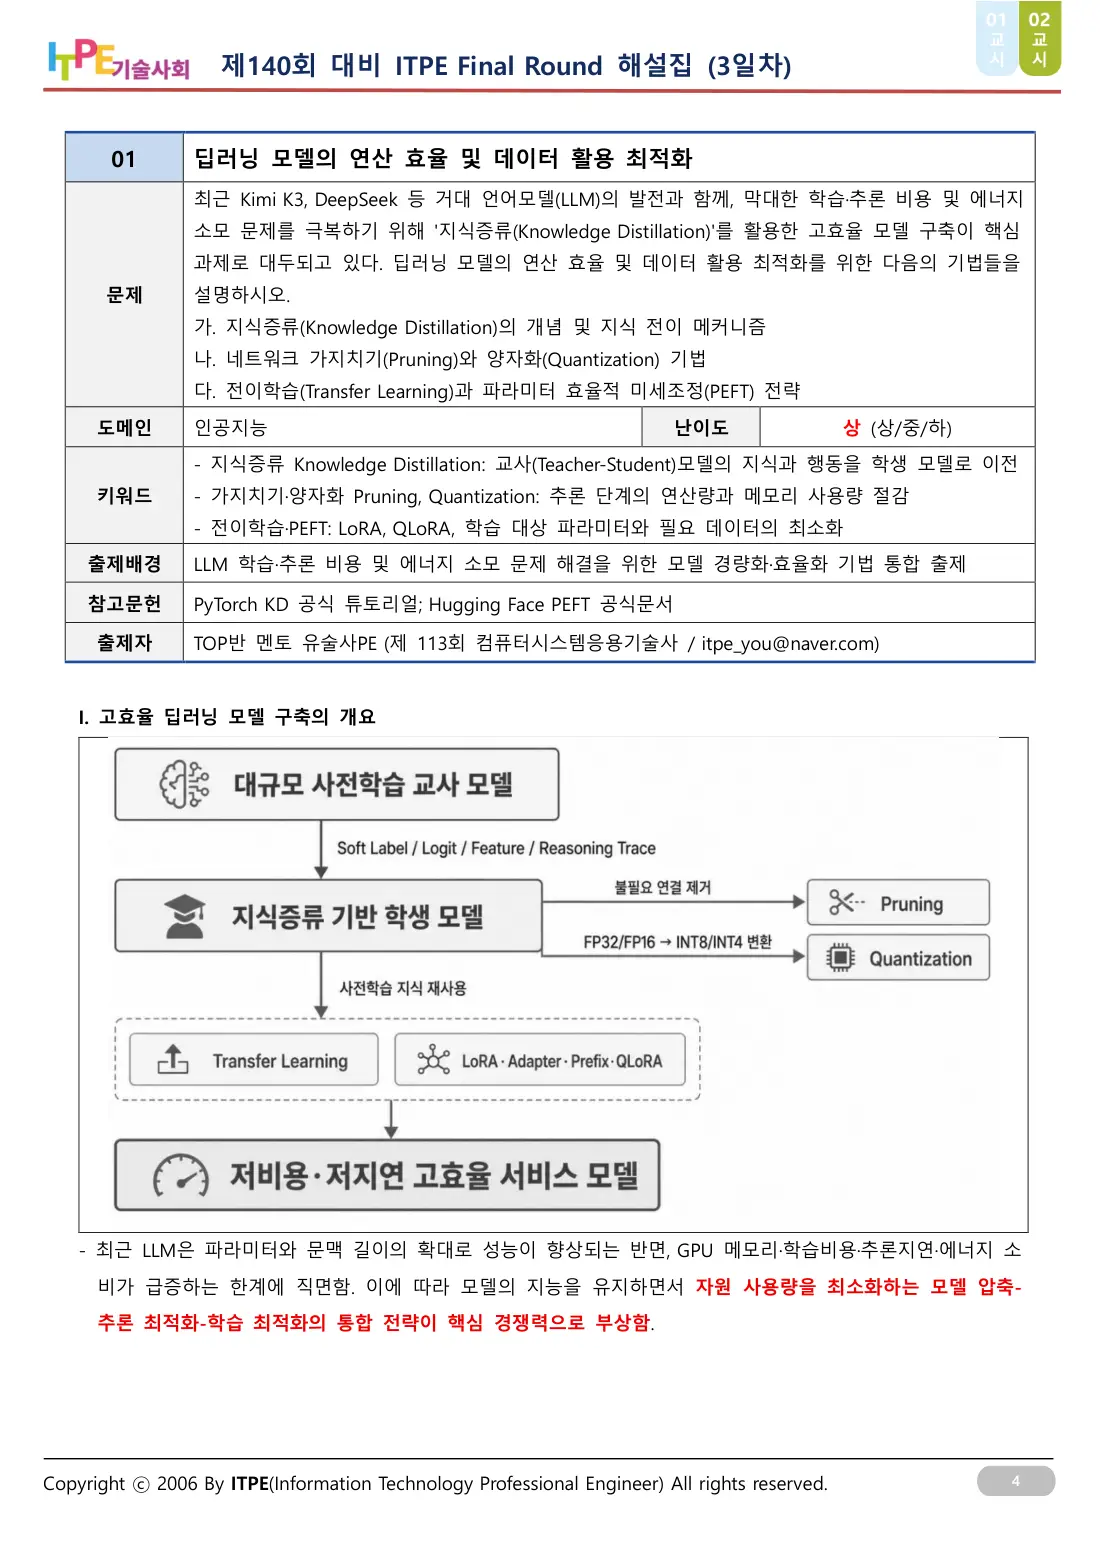 01
교
시
02
교
시
ITPE기술사회
제140회 대비 ITPE Final Round 해설집 (3일차)
01
딥러닝 모델의 연산 효율 및 데이터 활용 최적화
문제
최근 Kimi K3, DeepSeek 등 거대 언어모델(LLM)의 발전과 함께, 막대한 학습·추론 비용 및 에너지
소모 문제를 극복하기 위해 '지식증류(Knowledge Distillation)'를 활용한 고효율 모델 구축이 핵심
과제로 대두되고 있다. 딥러닝 모델의 연산 효율 및 데이터 활용 최적화를 위한 다음의 기법들을
설명하시오.
가. 지식증류(Knowledge Distillation)의 개념 및 지식 전이 메커니즘
나. 네트워크 가지치기(Pruning)와 양자화(Quantization) 기법
다. 전이학습(Transfer Learning)과 파라미터 효율적 미세조정(PEFT) 전략
도메인
인공지능
난이도
상 (상/중/하)
키워드
- 지식증류 Knowledge Distillation: 교사(Teacher-Student)모델의 지식과 행동을 학생 모델로 이전
- 가지치기·양자화 Pruning, Quantization: 추론 단계의 연산량과 메모리 사용량 절감
- 전이학습·PEFT: LoRA, QLoRA, 학습 대상 파라미터와 필요 데이터의 최소화
출제배경
LLM 학습·추론 비용 및 에너지 소모 문제 해결을 위한 모델 경량화·효율화 기법 통합 출제
참고문헌
PyTorch KD 공식 튜토리얼; Hugging Face PEFT 공식문서
출제자
TOP반 멘토 유술사PE (제 113회 컴퓨터시스템응용기술사 / itpe_you@naver.com)
I. 고효율 딥러닝 모델 구축의 개요
대규모 사전학습 교사 모델
Soft Label / Logit / Feature / Reasoning Trace
지식증류 기반 학생 모델
불필요 연결 제거
Pruning
FP32/FP16 → INT8/INT4 변환
Quantization
사전학습 지식 재사용
Transfer Learning
LoRA · Adapter · Prefix · QLoRA
저비용·저지연 고효율 서비스 모델
- 최근 LLM은 파라미터와 문맥 길이의 확대로 성능이 향상되는 반면, GPU 메모리·학습비용·추론지연·에너지 소
비가 급증하는 한계에 직면함. 이에 따라 모델의 지능을 유지하면서 자원 사용량을 최소화하는 모델 압축-
추론 최적화-학습 최적화의 통합 전략이 핵심 경쟁력으로 부상함.
Copyright ⓒ 2006 By ITPE(Information Technology Professional Engineer) All rights reserved.
4